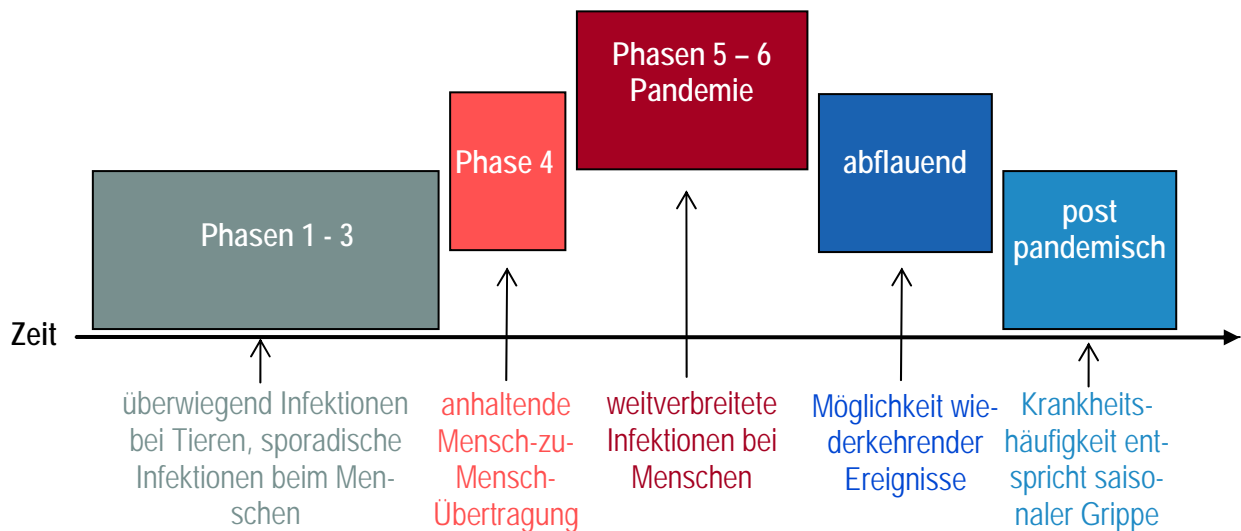 Phasen 5 – 6
Pandemie
Phase 4
abflauend
Phasen 1 - 3
post
pandemisch
Zeit
überwiegend Infektionen
bei Tieren, sporadische
Infektionen beim Men-
schen
anhaltende
Mensch-zu-
Mensch-
Übertragung
weitverbreitete
Infektionen bei
Menschen
Möglichkeit wie-
derkehrender
Ereignisse
Krankheits-
häufigkeit ent-
spricht saiso-
naler Grippe